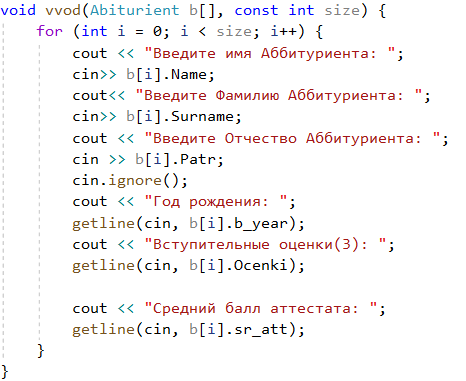 void vvod(Abiturient b[], const int size) {
    for (int i = 0; i < size; i++) {
        cout << "Введите имя Аббитуриента: ";
        cin>> b[i].Name;
        cout<< "Введите Фамилию Аббитуриента: ";
        cin>> b[i].Surname;
        cout << "Введите Отчество Аббитуриента: ";
        cin >> b[i].Patr;
        cin.ignore();
        cout << "Год рождения: ";
        getline(cin, b[i].b_year);
        cout << "Вступительные оценки(3): ";
        getline(cin, b[i].Ocenki);

        cout << "Средний балл аттестата: ";
        getline(cin, b[i].sr_att);
    }
}